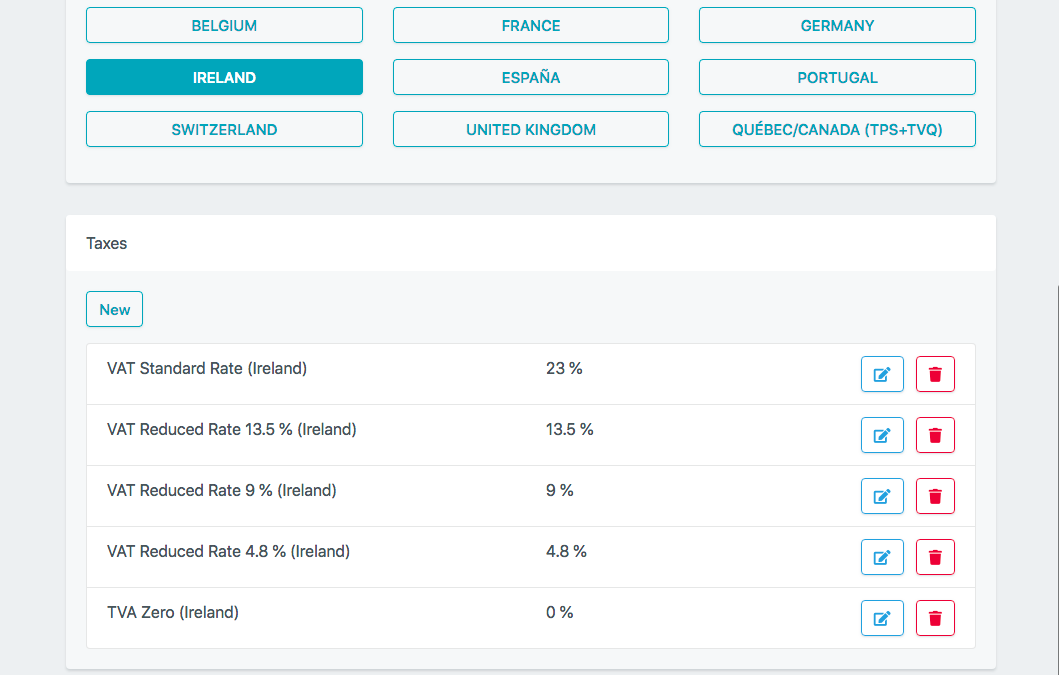 BELGIUM FRANCE GERMANY
IRELAND ESPAÑA PORTUGAL
SWITZERLAND UNITED KINGDOM QUÉBEC/CANADA (TPS+TVQ)
Taxes
New
VAT Standard Rate (Ireland) 23 %
VAT Reduced Rate 13.5 % (Ireland) 13.5 %
VAT Reduced Rate 9 % (Ireland) 9 %
VAT Reduced Rate 4.8 % (Ireland) 4.8 %
TVA Zero (Ireland) 0 %